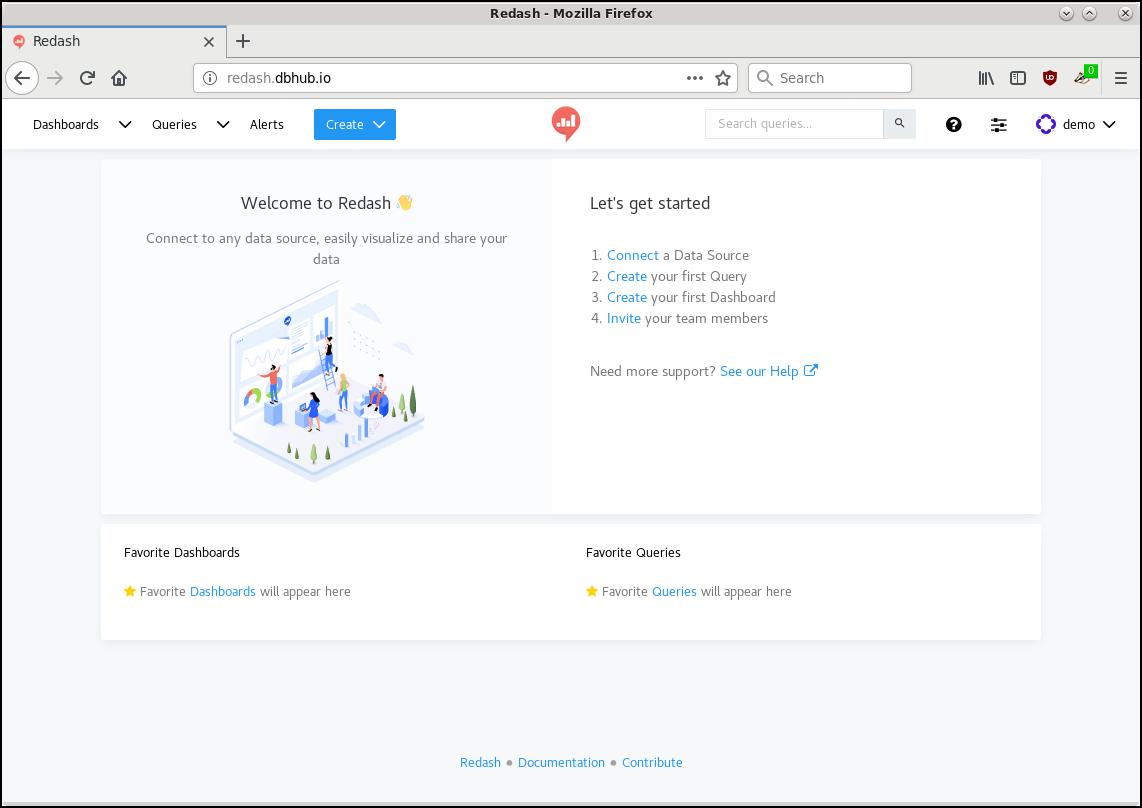 Redash - Mozilla Firefox
Redash
redash.dbhub.io
Search
0
Dashboards
Queries
Alerts
Create
Search queries...
demo
Welcome to Redash 👋
Connect to any data source, easily visualize and share your
data
Let's get started
1. Connect a Data Source
2. Create your first Query
3. Create your first Dashboard
4. Invite your team members
Need more support? See our Help
Favorite Dashboards
Favorite Dashboards will appear here
Favorite Queries
Favorite Queries will appear here
Redash ● Documentation ● Contribute